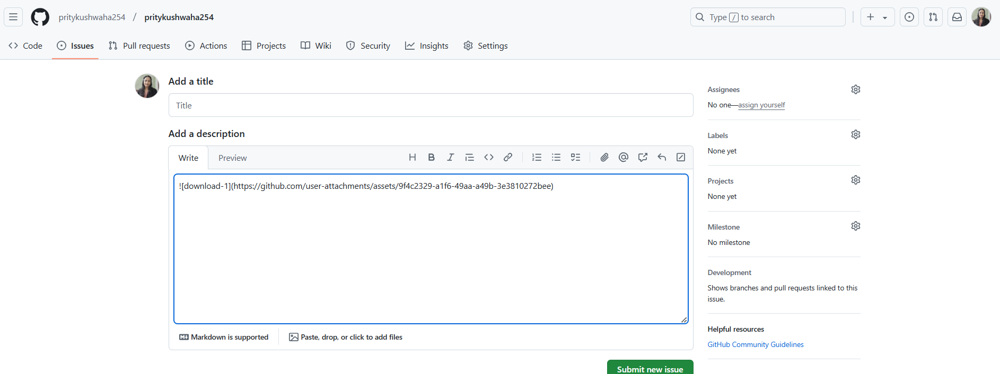 pritykushwaha254 / pritykushwaha254
Type / to search
Code Issues Pull requests Actions Projects Wiki Security Insights Settings
Add a title
Title
Add a description
Write Preview
![download-1](https://github.com/user-attachments/assets/9f4c2329-a1f6-49aa-a49b-3e3810272bee)
Markdown is supported
Paste, drop, or click to add files
Submit new issue
Assignees
No one—assign yourself
Labels
None yet
Projects
None yet
Milestone
No milestone
Development
Shows branches and pull requests linked to this
issue.
Helpful resources
GitHub Community Guidelines